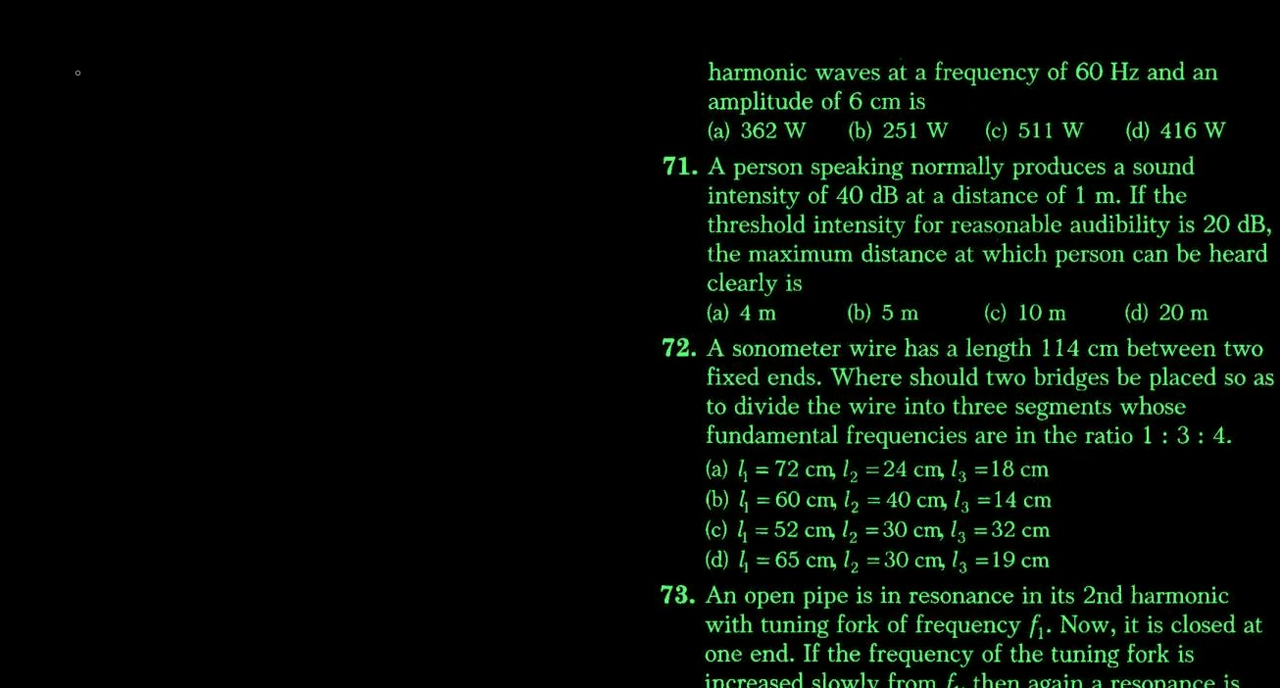 harmonic waves at a frequency of 60 Hz and an
amplitude of 6 cm is
(a) 362 W (b) 251 W (c) 511 W (d) 416 W
71. A person speaking normally produces a sound
intensity of 40 dB at a distance of 1 m. If the
threshold intensity for reasonable audibility is 20 dB,
the maximum distance at which person can be heard
clearly is
(a) 4 m (b) 5 m (c) 10 m (d) 20 m
72. A sonometer wire has a length 114 cm between two
fixed ends. Where should two bridges be placed so as
to divide the wire into three segments whose
fundamental frequencies are in the ratio 1 : 3 : 4.
(a) l₁ = 72 cm, l₂ = 24 cm, l₃ = 18 cm
(b) l₁ = 60 cm, l₂ = 40 cm, l₃ = 14 cm
(c) l₁ = 52 cm, l₂ = 30 cm, l₃ = 32 cm
(d) l₁ = 65 cm, l₂ = 30 cm, l₃ = 19 cm
73. An open pipe is in resonance in its 2nd harmonic
with tuning fork of frequency f₁. Now, it is closed at
one end. If the frequency of the tuning fork is
increased slowly from f₁, then again a resonance is